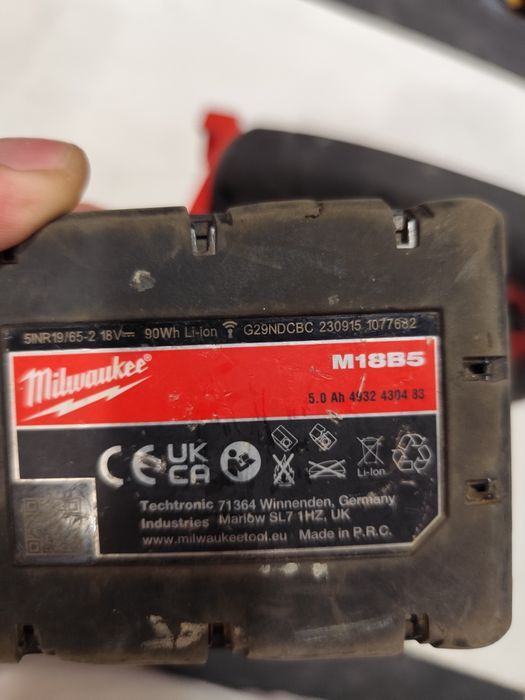 5INR19/65-2 18V⎓ 90Wh Li-ion G29NDCBC 230915 1077682
Milwaukee®
M18B5
5.0 Ah 4932 4304 83
CE UK CA
Li-Ion
Techtronic 71364 Winnenden, Germany
Industries Marlow SL7 1HZ, UK
www.milwaukeetool.eu Made in P.R.C.